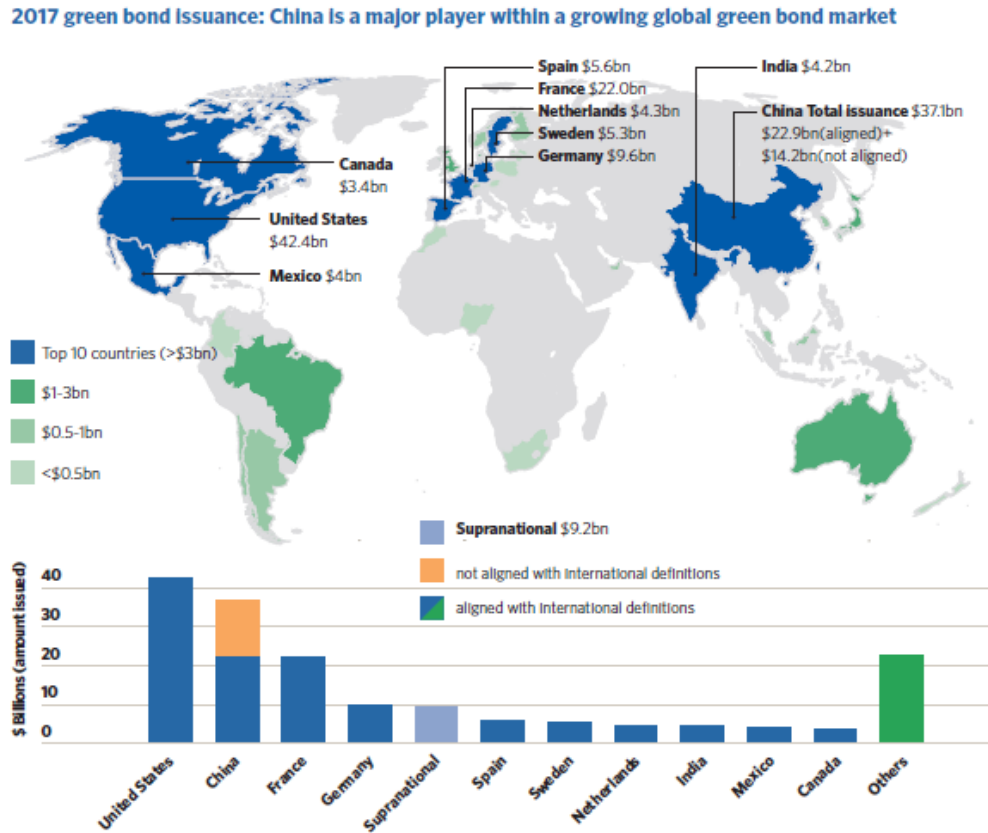 2017 green bond issuance: China is a major player within a growing global green bond market
Spain $5.6bn
France $22.0bn
Netherlands $4.3bn
Sweden $5.3bn
Germany $9.6bn
India $4.2bn
China Total issuance $37.1bn
$22.9bn(aligned)+
$14.2bn(not aligned)
Canada
$3.4bn
United States
$42.4bn
Mexico $4bn
Top 10 countries (>$3bn)
$1-3bn
$0.5-1bn
<$0.5bn
Supranational $9.2bn
not aligned with international definitions
aligned with international definitions
$ Billions (amount issued)
40
30
20
10
0
United States
China
France
Germany
Supranational
Spain
Sweden
Netherlands
India
Mexico
Canada
Others